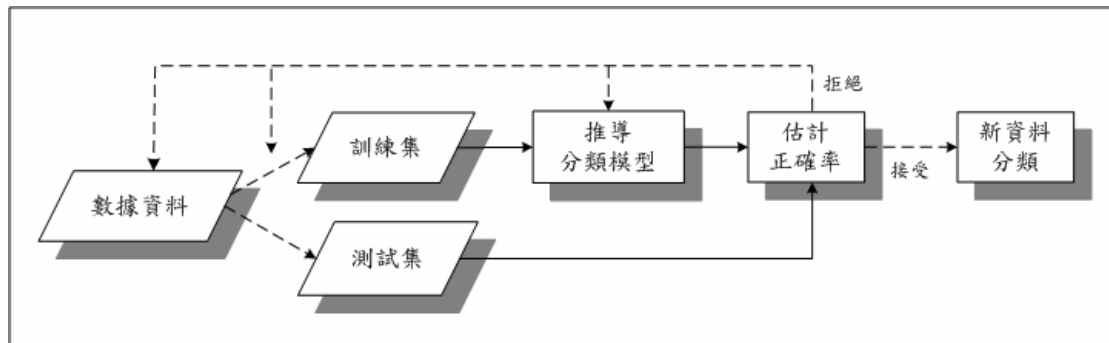 拒絕
訓練集
推導
分類模型
估計
正確率
接受
新資料
分類
數據資料
測試集